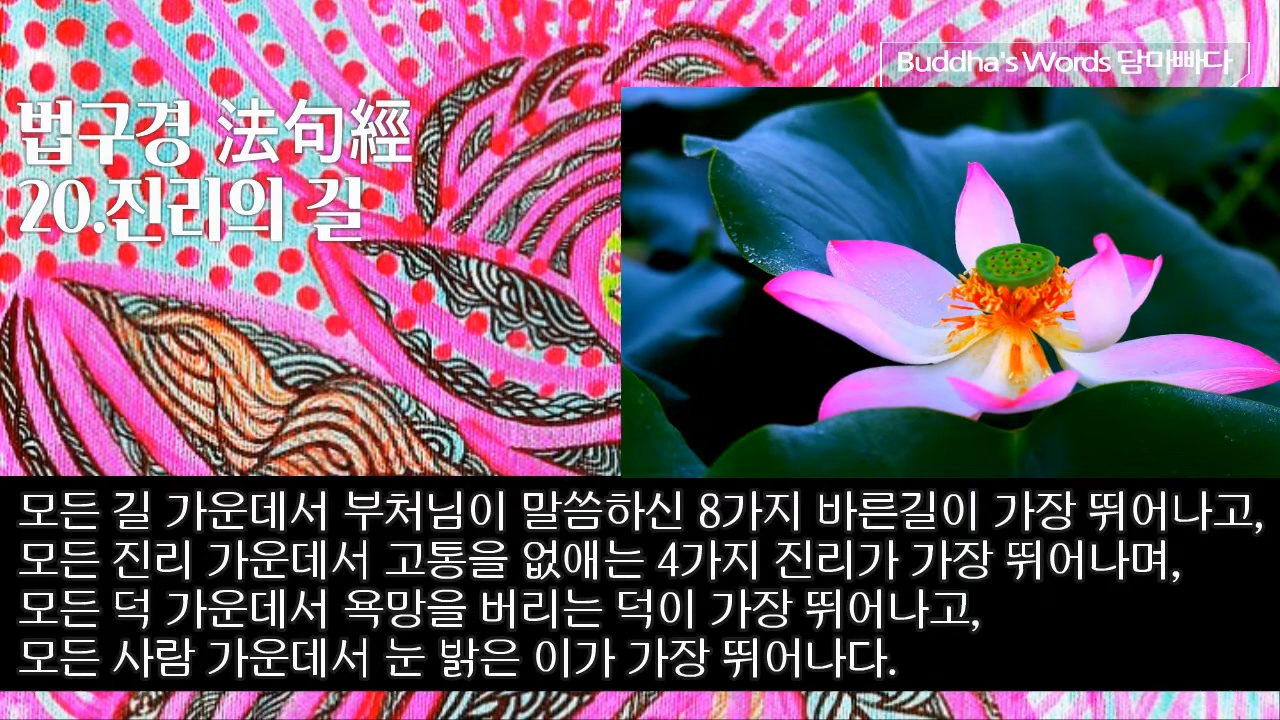 Buddha's Words 담마빠다
법구경 法句經
20.진리의 길
모든 길 가운데서 부처님이 말씀하신 8가지 바른길이 가장 뛰어나고,
모든 진리 가운데서 고통을 없애는 4가지 진리가 가장 뛰어나며,
모든 덕 가운데서 욕망을 버리는 덕이 가장 뛰어나고,
모든 사람 가운데서 눈 밝은 이가 가장 뛰어나다.